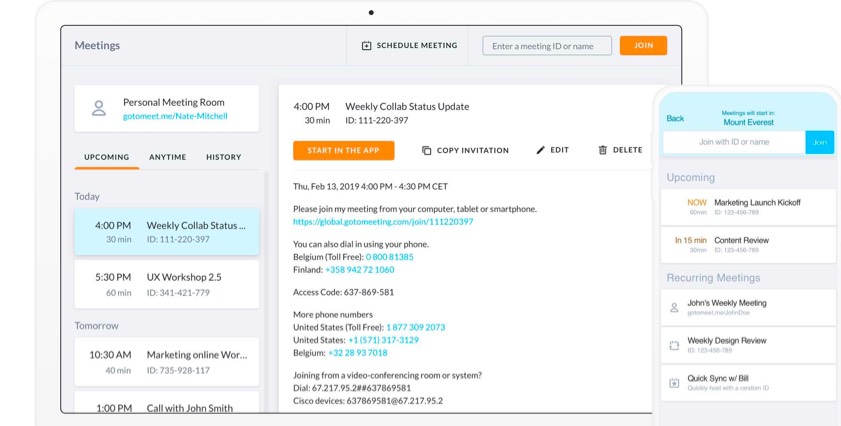 Meetings
SCHEDULE MEETING
Enter a meeting ID or name
JOIN
Personal Meeting Room
gotomeet.me/Nate-Mitchell
UPCOMING ANYTIME HISTORY
Today
4:00 PM Weekly Collab Status ...
30 min ID: 111-220-397
5:30 PM UX Workshop 2.5
60 min ID: 341-421-779
Tomorrow
10:30 AM Marketing online Wor...
40 min ID: 735-928-117
1:00 PM Call with John Smith
4:00 PM Weekly Collab Status Update
30 min ID: 111-220-397
START IN THE APP COPY INVITATION EDIT DELETE
Thu, Feb 13, 2019 4:00 PM - 4:30 PM CET
Please join my meeting from your computer, tablet or smartphone.
https://global.gotomeeting.com/join/111220397
You can also dial in using your phone.
Belgium (Toll Free): 0 800 81385
Finland: +358 942 72 1060
Access Code: 637-869-581
More phone numbers
United States (Toll Free): 1 877 309 2073
United States: +1 (571) 317-3129
Belgium: +32 28 93 7018
Joining from a video-conferencing room or system?
Dial: 67.217.95.2##637869581
Cisco devices: 637869581@67.217.95.2
Back
Meetings will start in:
Mount Everest
Join with ID or name
Join
Upcoming
NOW Marketing Launch Kickoff
60min ID: 123-456-789
In 15 min Content Review
30min ID: 123-456-789
Recurring Meetings
John's Weekly Meeting
gotomeet.me/JohnDoe
Weekly Design Review
ID: 123-456-789
Quick Sync w/ Bill
Quickly host with a random ID